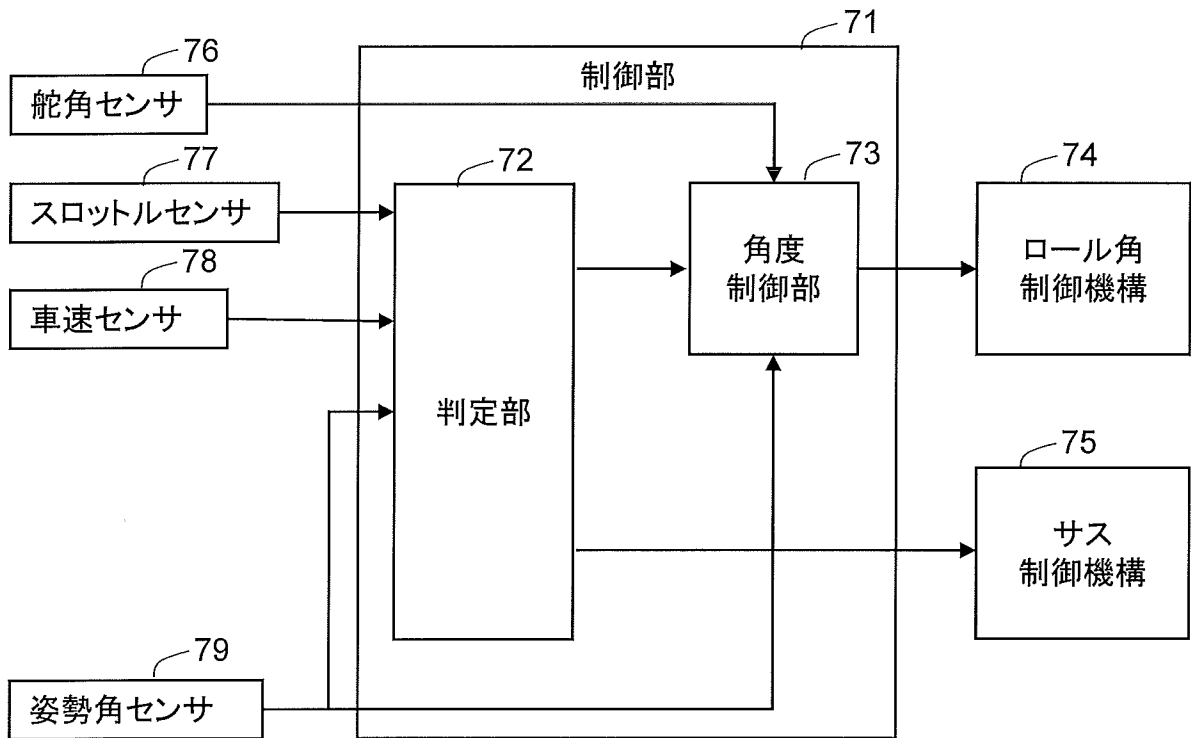 71
制御部
76
舵角センサ
77
スロットルセンサ
78
車速センサ
72
判定部
73
角度
制御部
74
ロール角
制御機構
75
サス
制御機構
79
姿勢角センサ